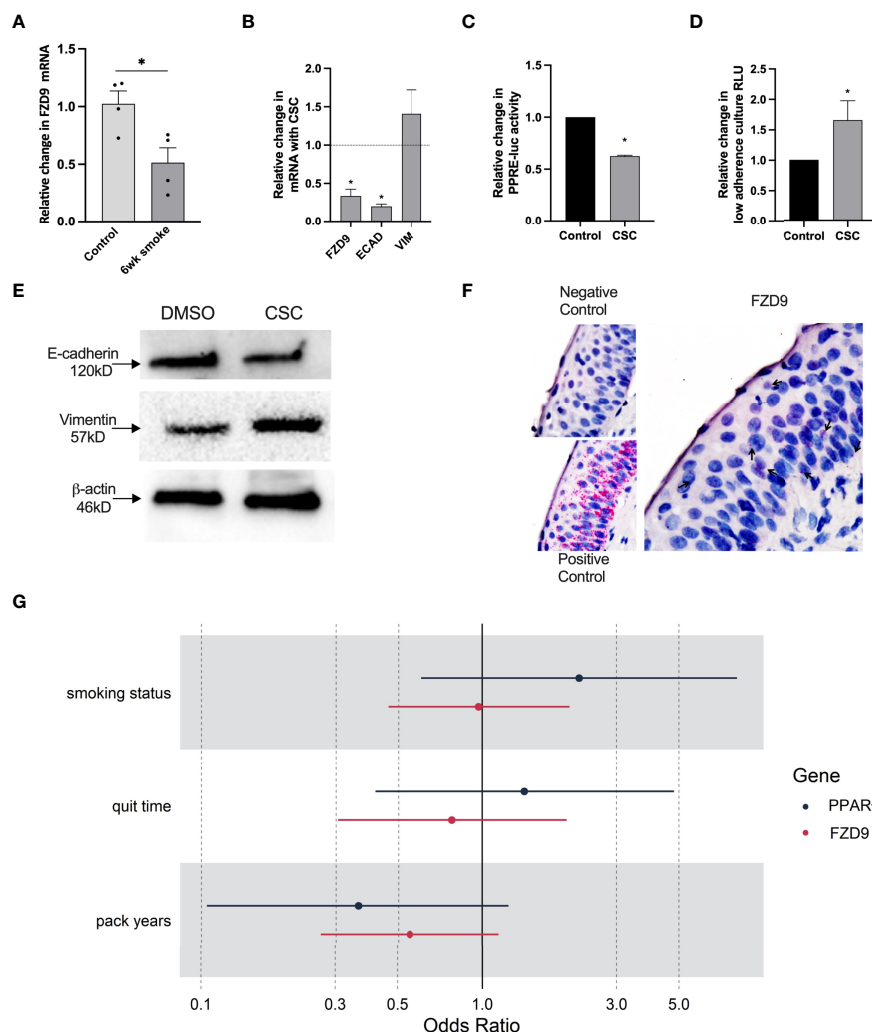 A
Relative change in FZD9 mRNA
1.5
1.0
0.5
0.0
*
Control
6wk smoke
B
Relative change in
mRNA with CSC
2.0
1.5
1.0
0.5
0.0
*
*
FZD9
ECAD
VIM
C
Relative change in
PPRE-luc activity
1.5
1.0
0.5
0.0
*
Control
CSC
D
Relative change in
low adherence culture RLU
2.5
2.0
1.5
1.0
0.5
0.0
*
Control
CSC
E
DMSO
CSC
E-cadherin
120kD
Vimentin
57kD
β-actin
46kD
F
Negative
Control
FZD9
Positive
Control
G
smoking status
quit time
pack years
0.1
0.3
0.5
1.0
3.0
5.0
Odds Ratio
Gene
PPAR
FZD9